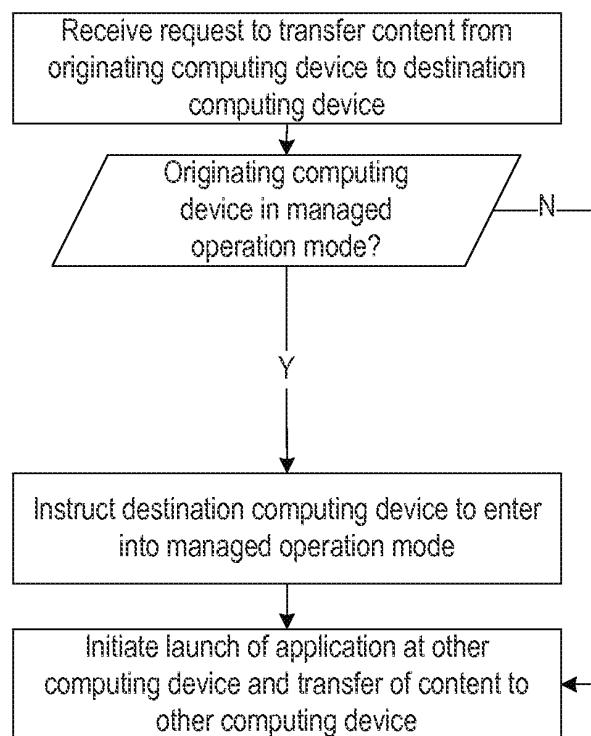 Receive request to transfer content from
originating computing device to destination
computing device
Originating computing
device in managed
operation mode?
N
Y
Instruct destination computing device to enter
into managed operation mode
Initiate launch of application at other
computing device and transfer of content to
other computing device